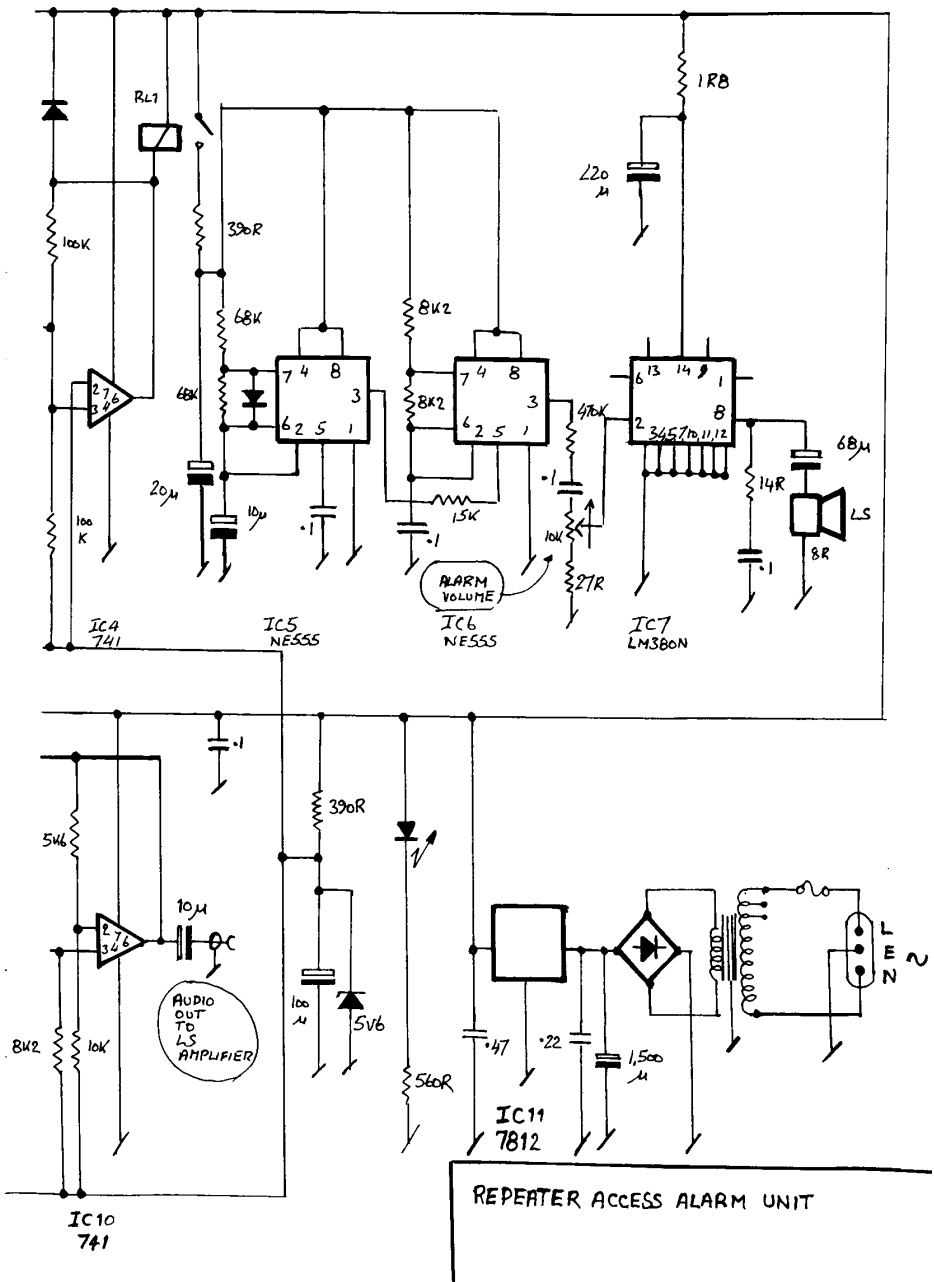 RL1
1R8
220
μ
390R
100K
68K
8K2
4 8
4 8
13 14 9
7
7
6 1
68K
8K2
3
3
470K
8
2 7 6
3 4
6 2 5 1
6 2 5 1
2 3 4 5 7, 10, 11, 12
68μ
20μ
10μ
.1
15K
.1
.1
10K
14R
LS
100
K
27R
.1
8R
ALARM
VOLUME
IC4
741
IC5
NE555
IC6
NE555
IC7
LM380N
.1
390R
5K6
10μ
2 7 6
3 4
L
E
N ~
100
μ
5V6
AUDIO
OUT
TO
LS
AMPLIFIER
8K2
10K
560R
.47
.22
1,500
μ
IC11
7812
REPEATER ACCESS ALARM UNIT
IC10
741